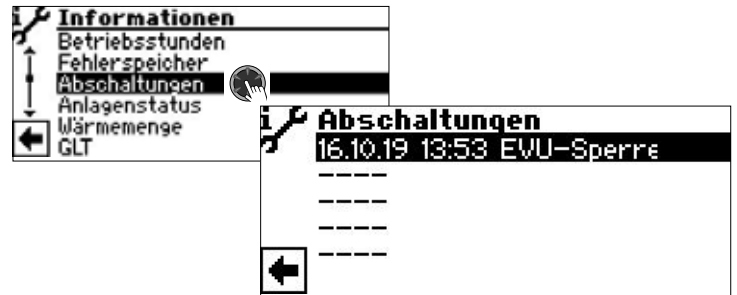 Informationen
Betriebsstunden
Fehlerspeicher
Abschaltungen
Anlagenstatus
Wärmemenge
GLT
Abschaltungen
16.10.19 13:53 EVU-Sperre
----
----
----
----